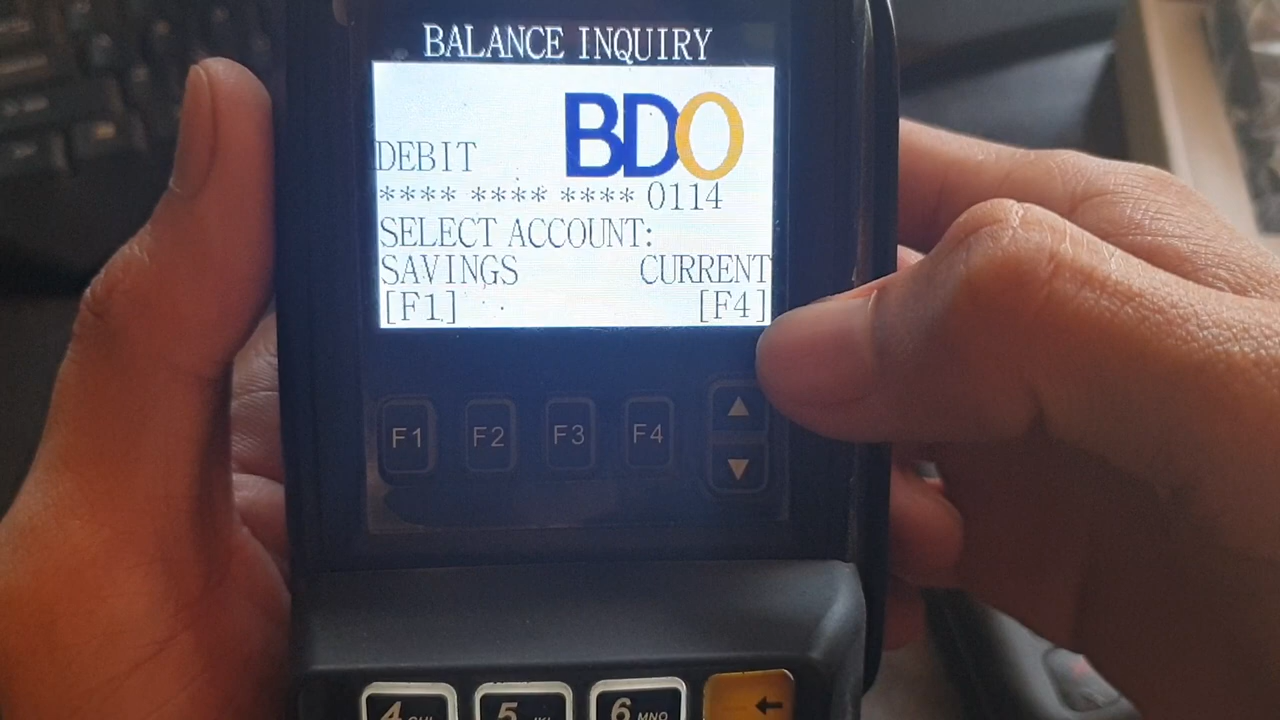 BALANCE INQUIRY
BDO
DEBIT
**** **** **** 0114
SELECT ACCOUNT:
SAVINGS CURRENT
[F1] [F4]
F1 F2 F3 F4
4 GHI 5 JKL 6 MNO